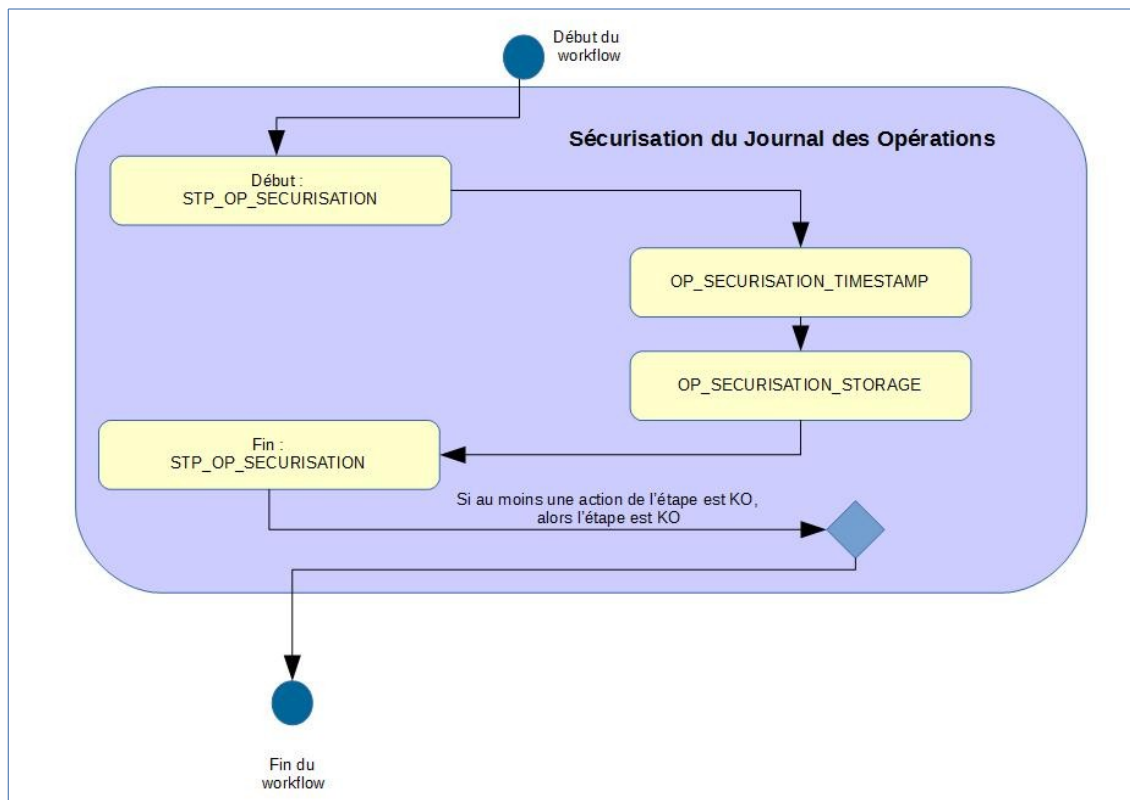 Début du
workflow
Sécurisation du Journal des Opérations
Début :
STP_OP_SECURISATION
OP_SECURISATION_TIMESTAMP
OP_SECURISATION_STORAGE
Fin :
STP_OP_SECURISATION
Si au moins une action de l’étape est KO,
alors l’étape est KO
Fin du
workflow